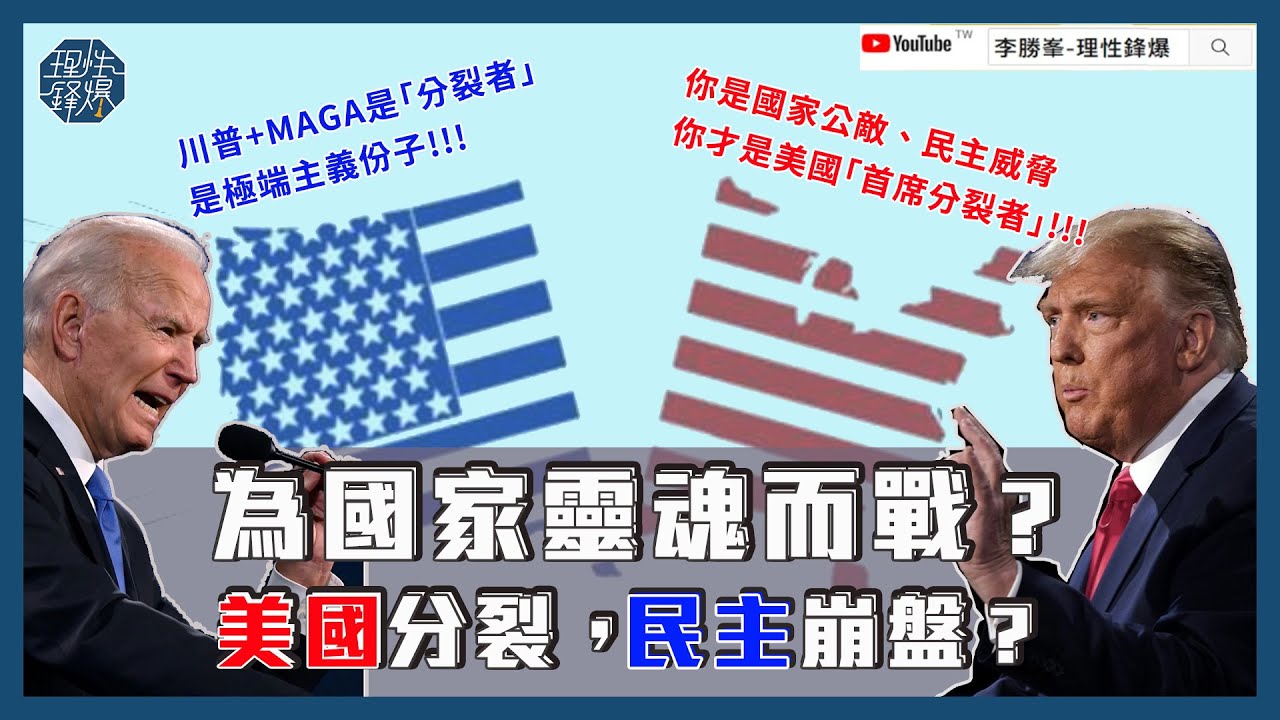 理性
鋒爆
YouTube TW
李勝峯-理性鋒爆
川普+MAGA是「分裂者」
是極端主義份子!!!
你是國家公敵、民主威脅
你才是美國「首席分裂者」!!!
為國家靈魂而戰？
美國分裂，民主崩盤？